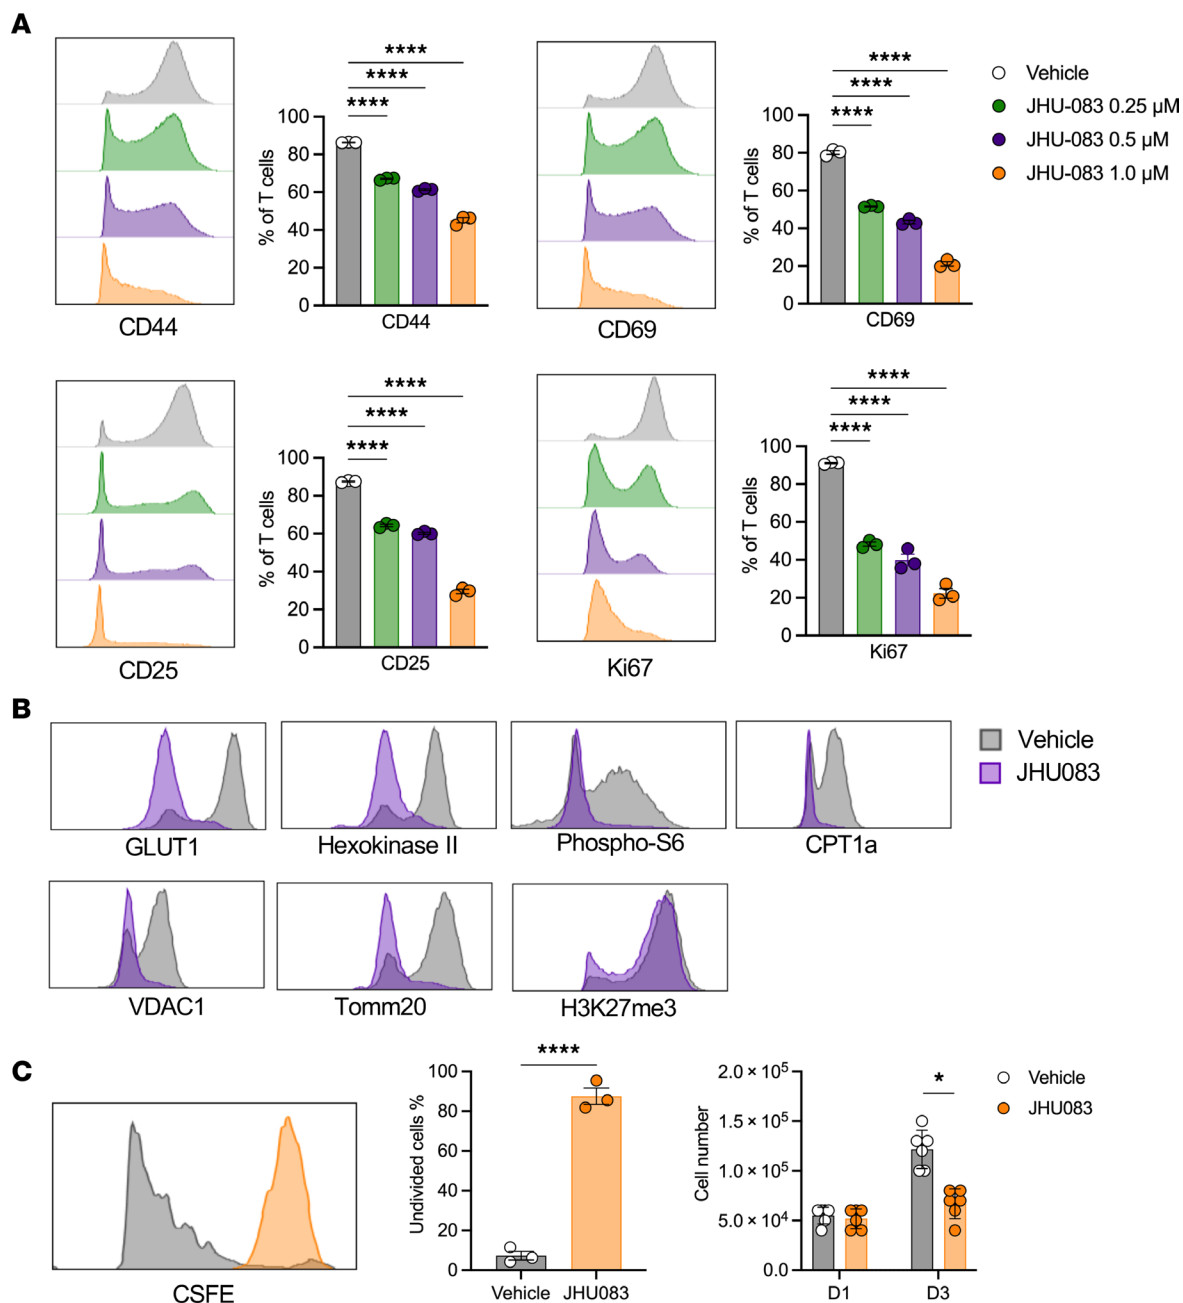 A
****
****
****
100
80
60
40
20
0
% of T cells
CD44
CD44
****
****
****
100
80
60
40
20
0
% of T cells
CD69
CD69
Vehicle
JHU-083 0.25 µM
JHU-083 0.5 µM
JHU-083 1.0 µM
****
****
****
100
80
60
40
20
0
% of T cells
CD25
CD25
****
****
****
100
80
60
40
20
0
% of T cells
Ki67
Ki67
B
GLUT1
Hexokinase II
Phospho-S6
CPT1a
Vehicle
JHU083
VDAC1
Tomm20
H3K27me3
C
CSFE
****
100
80
60
40
20
0
Undivided cells %
Vehicle JHU083
2.0 × 10⁵
1.5 × 10⁵
1.0 × 10⁵
5.0 × 10⁴
0.0
Cell number
*
D1 D3
Vehicle
JHU083